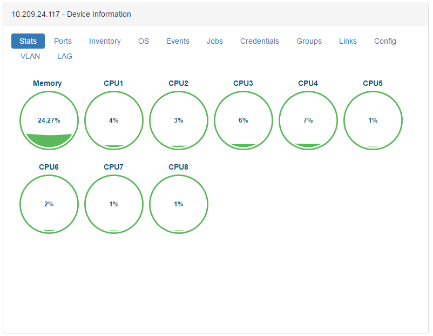 10.209.24.117 - Device Information
Stats Ports Inventory OS Events Jobs Credentials Groups Links Config
VLAN LAG
Memory CPU1 CPU2 CPU3 CPU4 CPU5
24.27% 4% 3% 6% 7% 1%
CPU6 CPU7 CPU8
2% 1% 1%